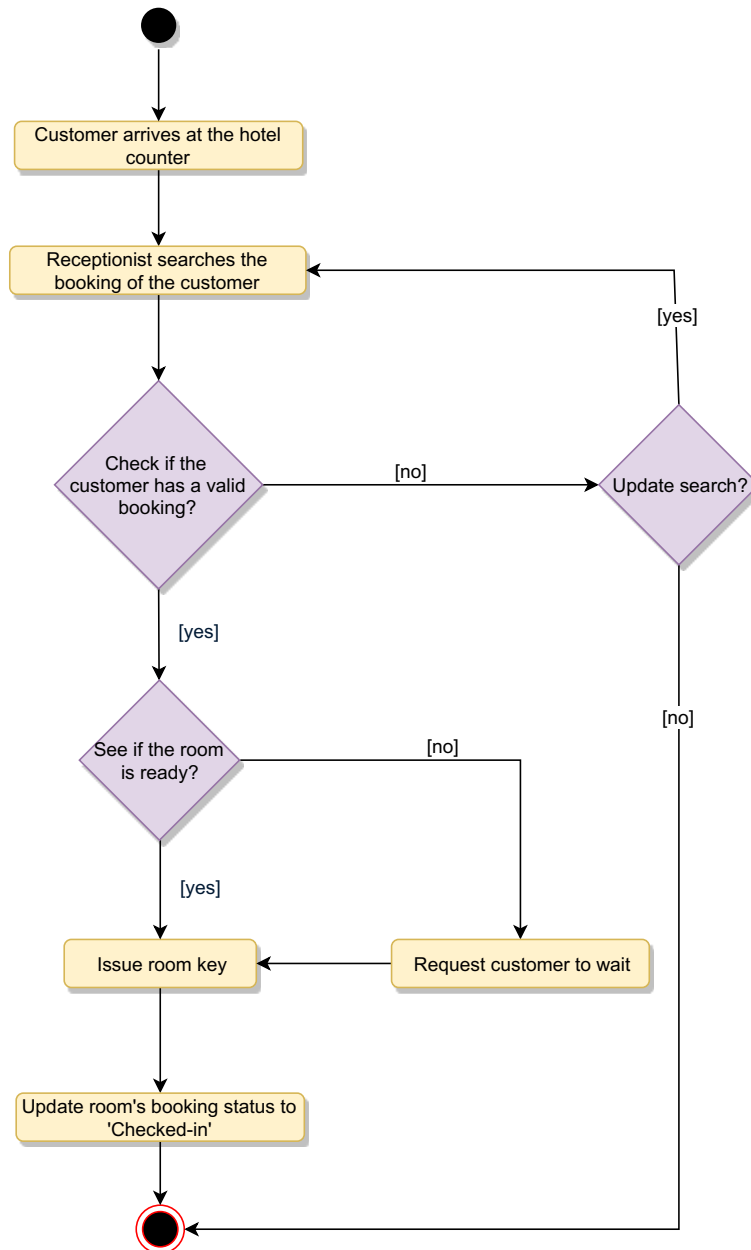 Customer arrives at the hotel
counter
Receptionist searches the
booking of the customer
[yes]
Check if the
customer has a valid
booking?
[no]
Update search?
[yes]
[no]
See if the room
is ready?
[no]
[yes]
Issue room key
Request customer to wait
Update room's booking status to
'Checked-in'